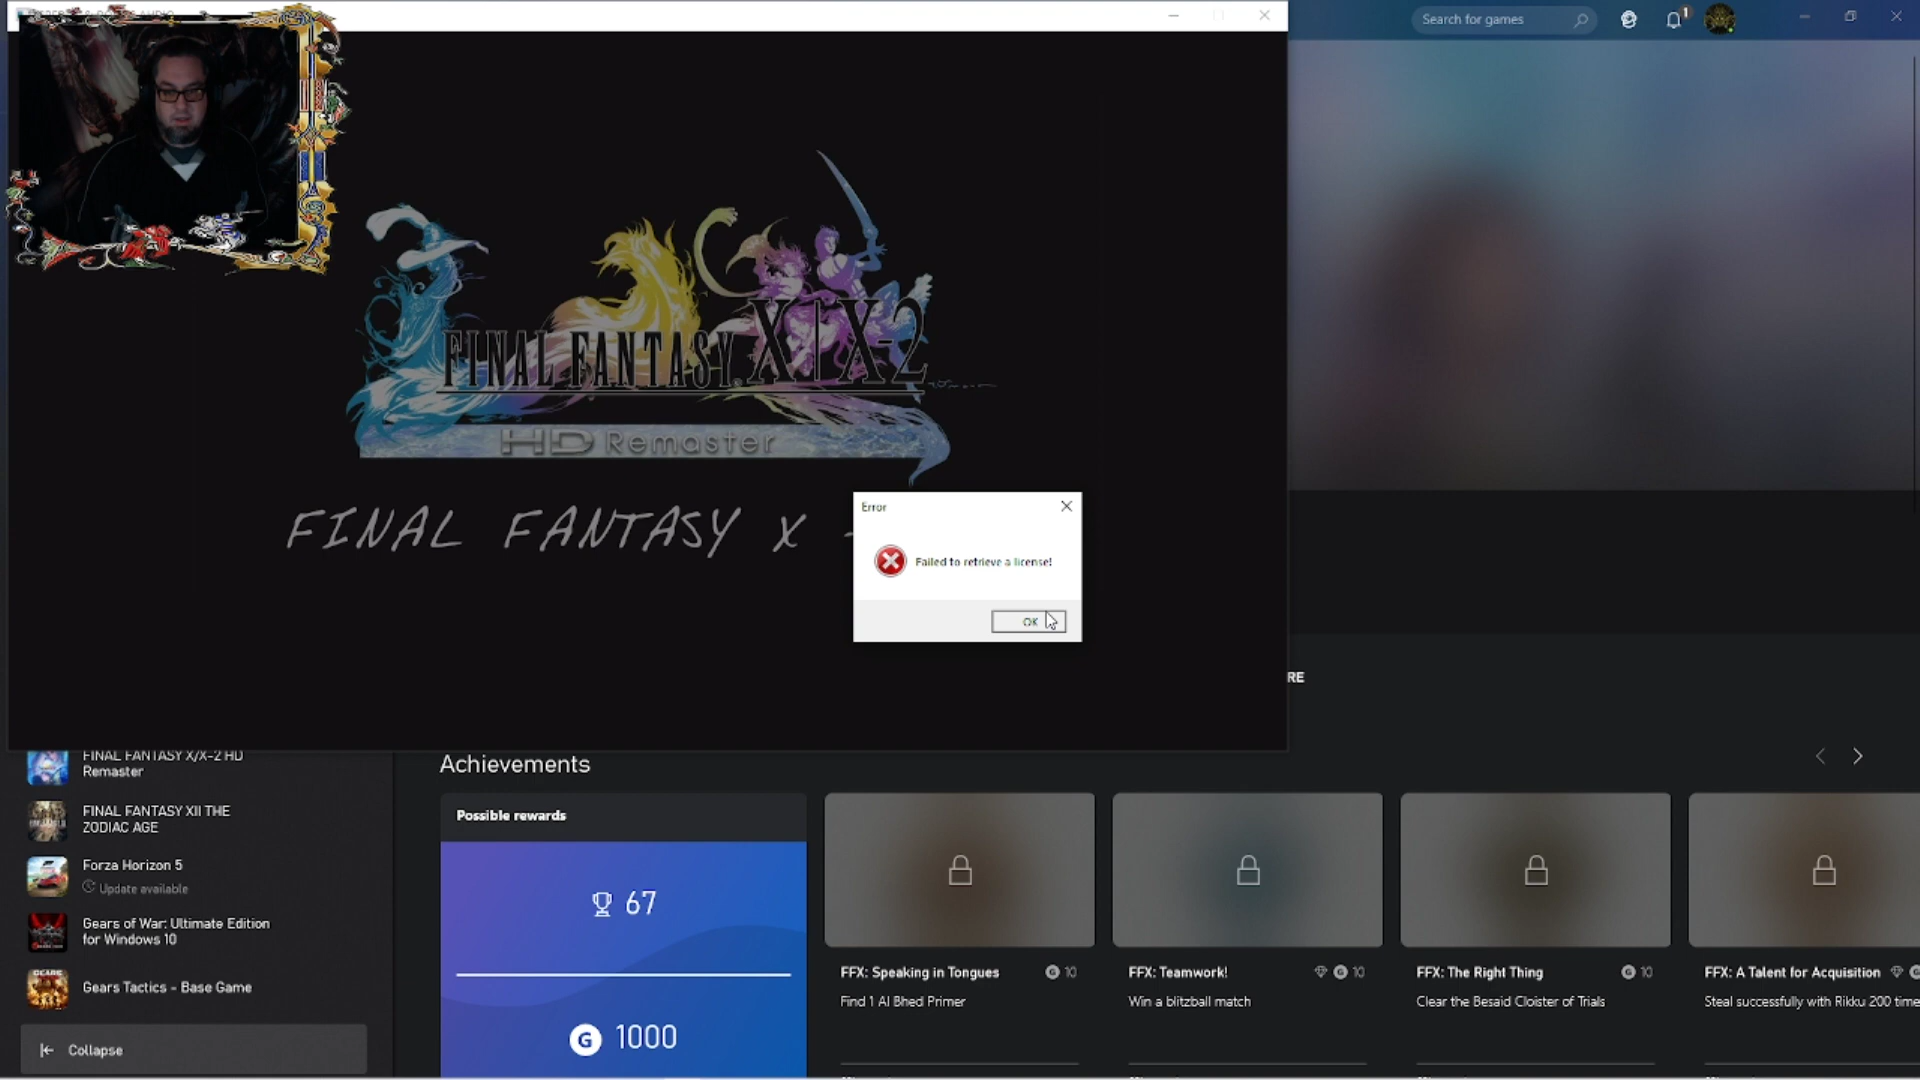 Search for games
1
FINAL FANTASY X|X-2
HD Remaster
FINAL FANTASY X -
Error
Failed to retrieve a license!
OK
RE
FINAL FANTASY X/X-2 HD
Remaster
FINAL FANTASY XII THE
ZODIAC AGE
Forza Horizon 5
Update available
Gears of War: Ultimate Edition
for Windows 10
GEARS
Gears Tactics - Base Game
Collapse
Achievements
Possible rewards
67
G 1000
FFX: Speaking in Tongues
G 10
Find 1 Al Bhed Primer
FFX: Teamwork!
G 10
Win a blitzball match
FFX: The Right Thing
G 10
Clear the Besaid Cloister of Trials
FFX: A Talent for Acquisition
Steal successfully with Rikku 200 time